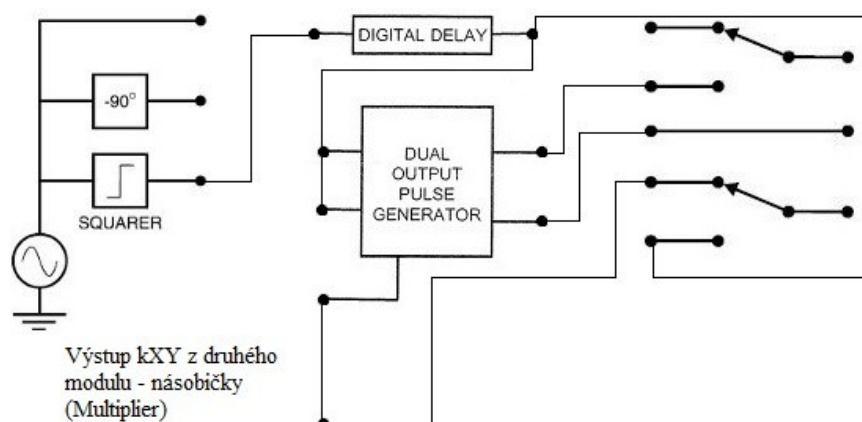 DIGITAL DELAY
-90°
SQUARER
DUAL
OUTPUT
PULSE
GENERATOR
Výstup kXY z druhého
modulu - násobičky
(Multiplier)